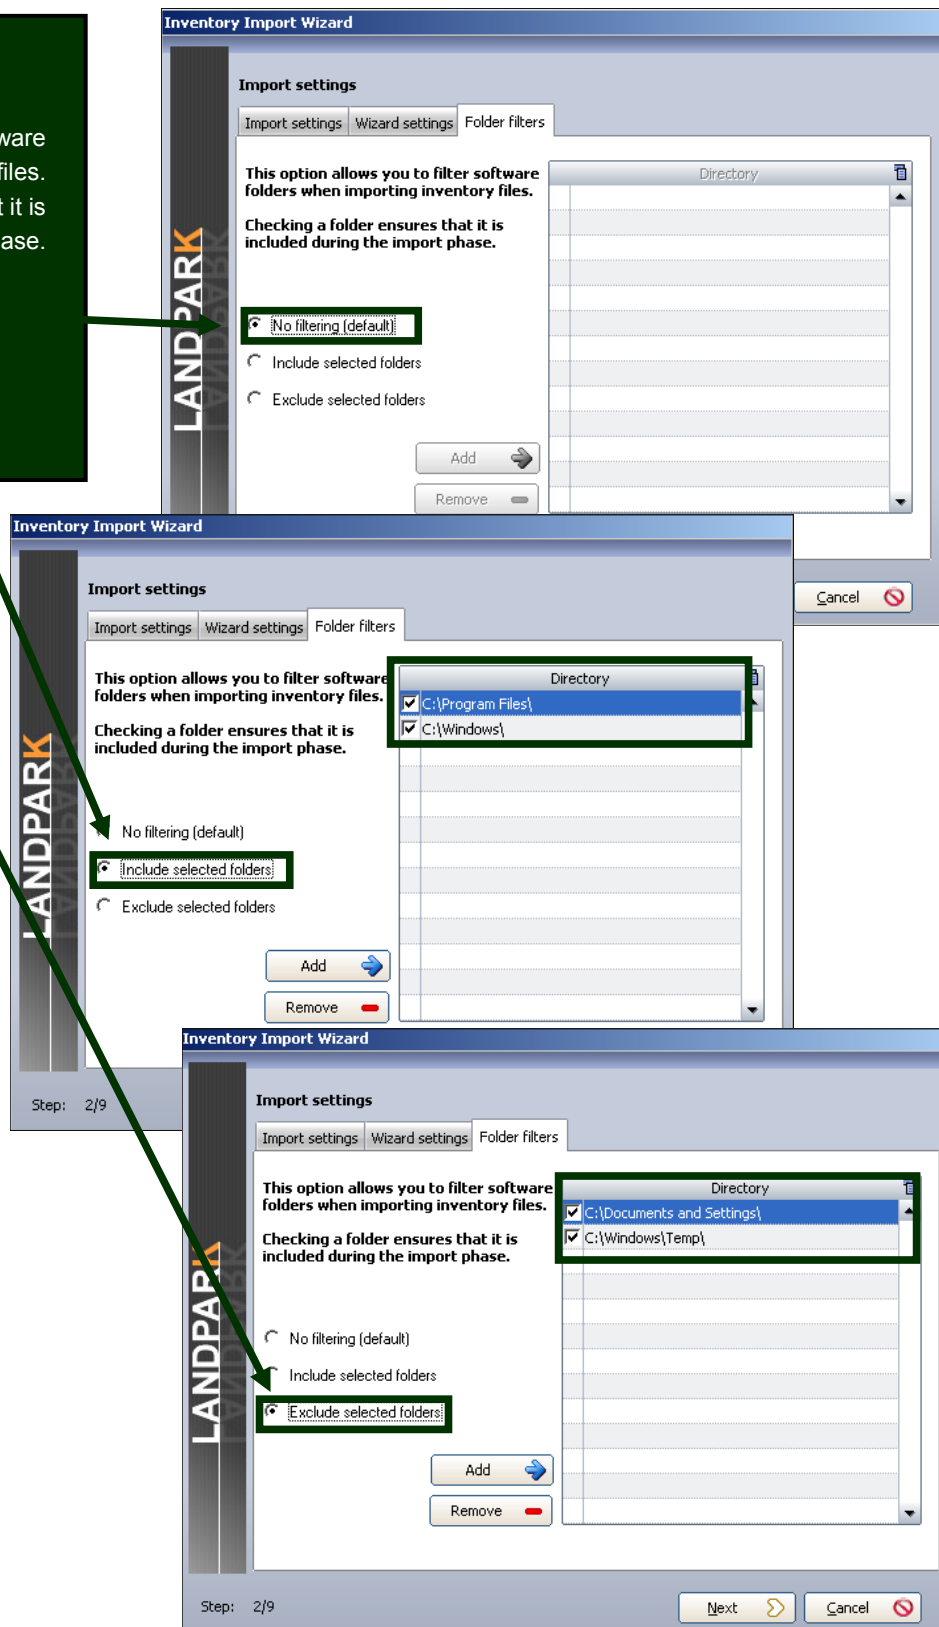 ware
files.
it is
ase.
Inventory Import Wizard
Import settings
Import settings Wizard settings Folder filters
This option allows you to filter software
folders when importing inventory files.
Checking a folder ensures that it is
included during the import phase.
Directory
No filtering (default)
Include selected folders
Exclude selected folders
Add
Remove
Cancel
LANDPARK
Inventory Import Wizard
Import settings
Import settings Wizard settings Folder filters
This option allows you to filter software
folders when importing inventory files.
Checking a folder ensures that it is
included during the import phase.
Directory
C:\Program Files\
C:\Windows\
No filtering (default)
Include selected folders
Exclude selected folders
Add
Remove
LANDPARK
Step: 2/9
Inventory Import Wizard
Import settings
Import settings Wizard settings Folder filters
This option allows you to filter software
folders when importing inventory files.
Checking a folder ensures that it is
included during the import phase.
Directory
C:\Documents and Settings\
C:\Windows\Temp\
No filtering (default)
Include selected folders
Exclude selected folders
Add
Remove
LANDPARK
Step: 2/9
Next Cancel